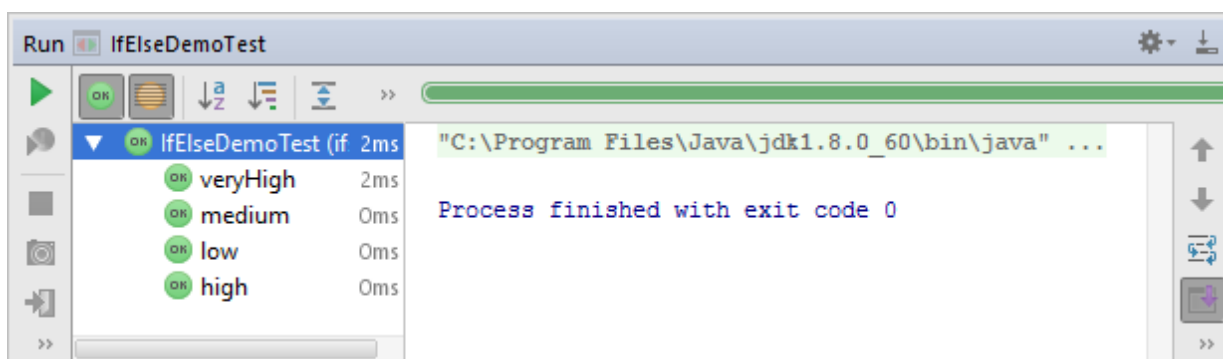 Run IfElseDemoTest
OK a z »
OK IfElseDemoTest (if 2ms
OK veryHigh 2ms
OK medium 0ms
OK low 0ms
OK high 0ms
"C:\Program Files\Java\jdk1.8.0_60\bin\java" ...
Process finished with exit code 0
»
»